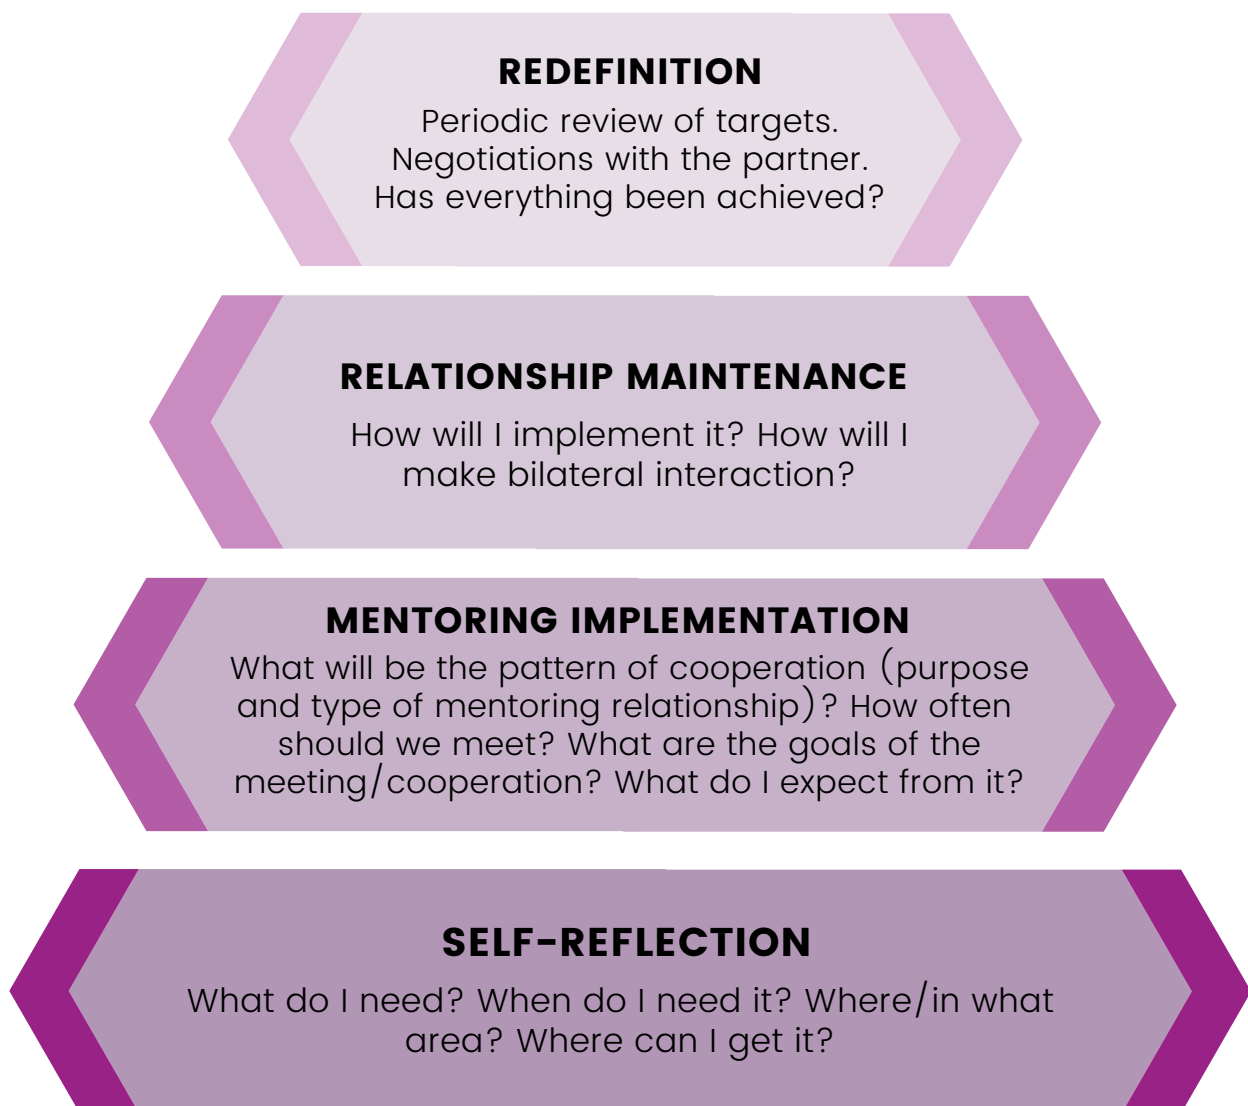 REDEFINITION
Periodic review of targets.
Negotiations with the partner.
Has everything been achieved?
RELATIONSHIP MAINTENANCE
How will I implement it? How will I
make bilateral interaction?
MENTORING IMPLEMENTATION
What will be the pattern of cooperation (purpose
and type of mentoring relationship)? How often
should we meet? What are the goals of the
meeting/cooperation? What do I expect from it?
SELF-REFLECTION
What do I need? When do I need it? Where/in what
area? Where can I get it?